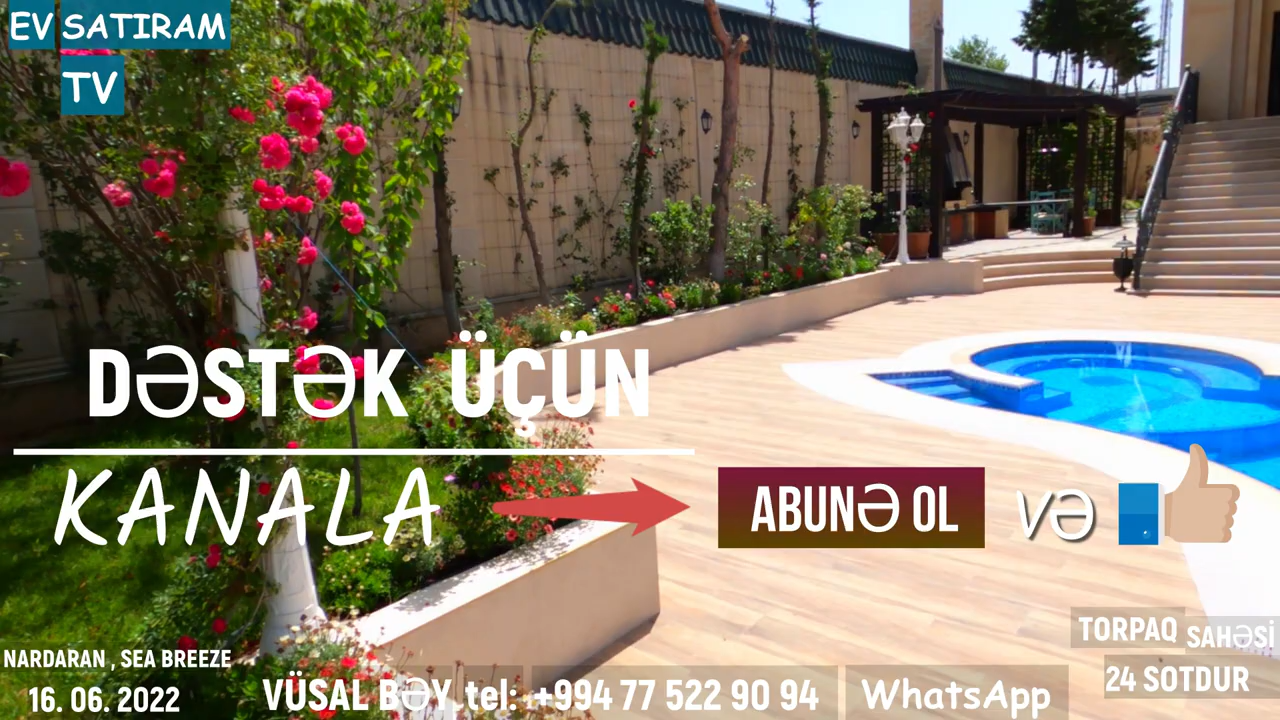 EV SATIRAM
TV
DƏSTƏK ÜÇÜN
KANALA
ABUNƏ OL
VƏ
TORPAQ SAHƏSİ
24 SOTDUR
NARDARAN , SEA BREEZE
16. 06. 2022
VÜSAL BƏY, tel: +994 77 522 90 94 WhatsApp